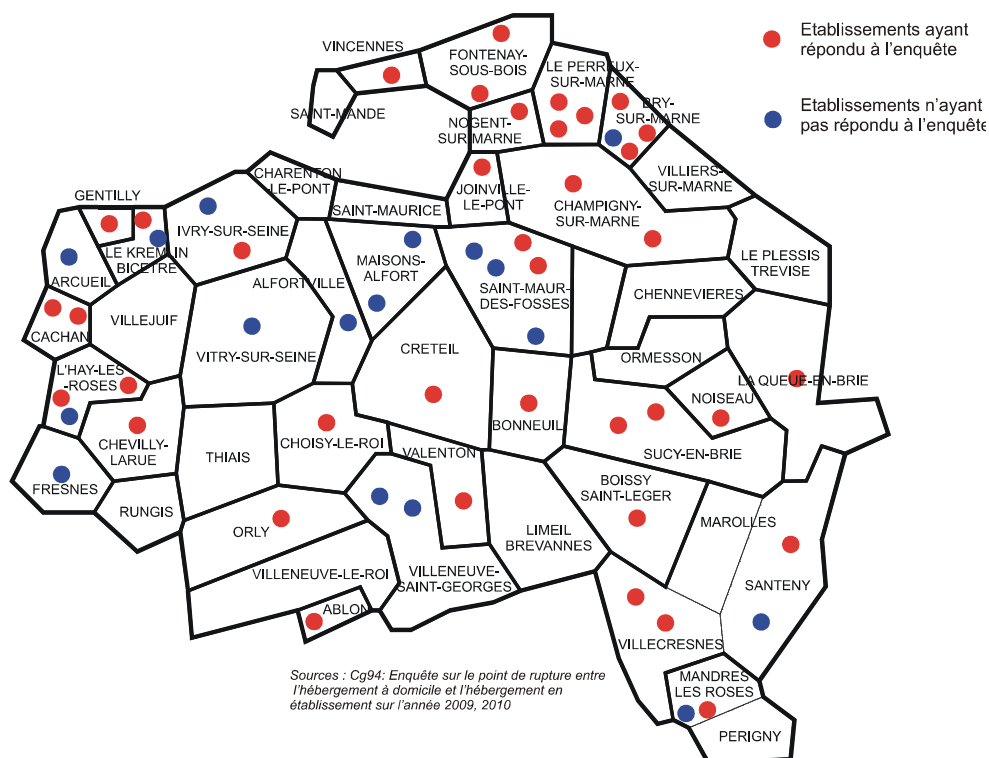 Etablissements ayant
répondu à l'enquête
Etablissements n'ayant
pas répondu à l'enquête
VINCENNES
FONTENAY-
SOUS-BOIS
LE PERREUX-
SUR-MARNE
SAINT-MANDE
NOGENT-
SUR-MARNE
BRY-
SUR-MARNE
VILLIERS-
SUR-MARNE
CHARENTON
-LE-PONT
JOINVILLE-
LE-PONT
GENTILLY
SAINT-MAURICE
CHAMPIGNY-
SUR-MARNE
IVRY-SUR-SEINE
LE KREMLIN
BICETRE
MAISONS-
ALFORT
LE PLESSIS
TREVISE
ARCUEIL
ALFORTVILLE
SAINT-MAUR-
DES-FOSSES
CHENNEVIERES
VILLEJUIF
CACHAN
VITRY-SUR-SEINE
CRETEIL
ORMESSON
L'HAY-LES
-ROSES
LA QUEUE-EN-BRIE
NOISEAU
CHEVILLY-
LARUE
THIAIS
CHOISY-LE-ROI
VALENTON
BONNEUIL
SUCY-EN-BRIE
FRESNES
RUNGIS
BOISSY
SAINT-LEGER
ORLY
LIMEIL
BREVANNES
MAROLLES
VILLENEUVE-LE-ROI
VILLENEUVE-
SAINT-GEORGES
SANTENY
ABLON
VILLECRESNES
MANDRES
LES ROSES
PERIGNY
Sources : Cg94: Enquête sur le point de rupture entre
l'hébergement à domicile et l'hébergement en
établissement sur l'année 2009, 2010